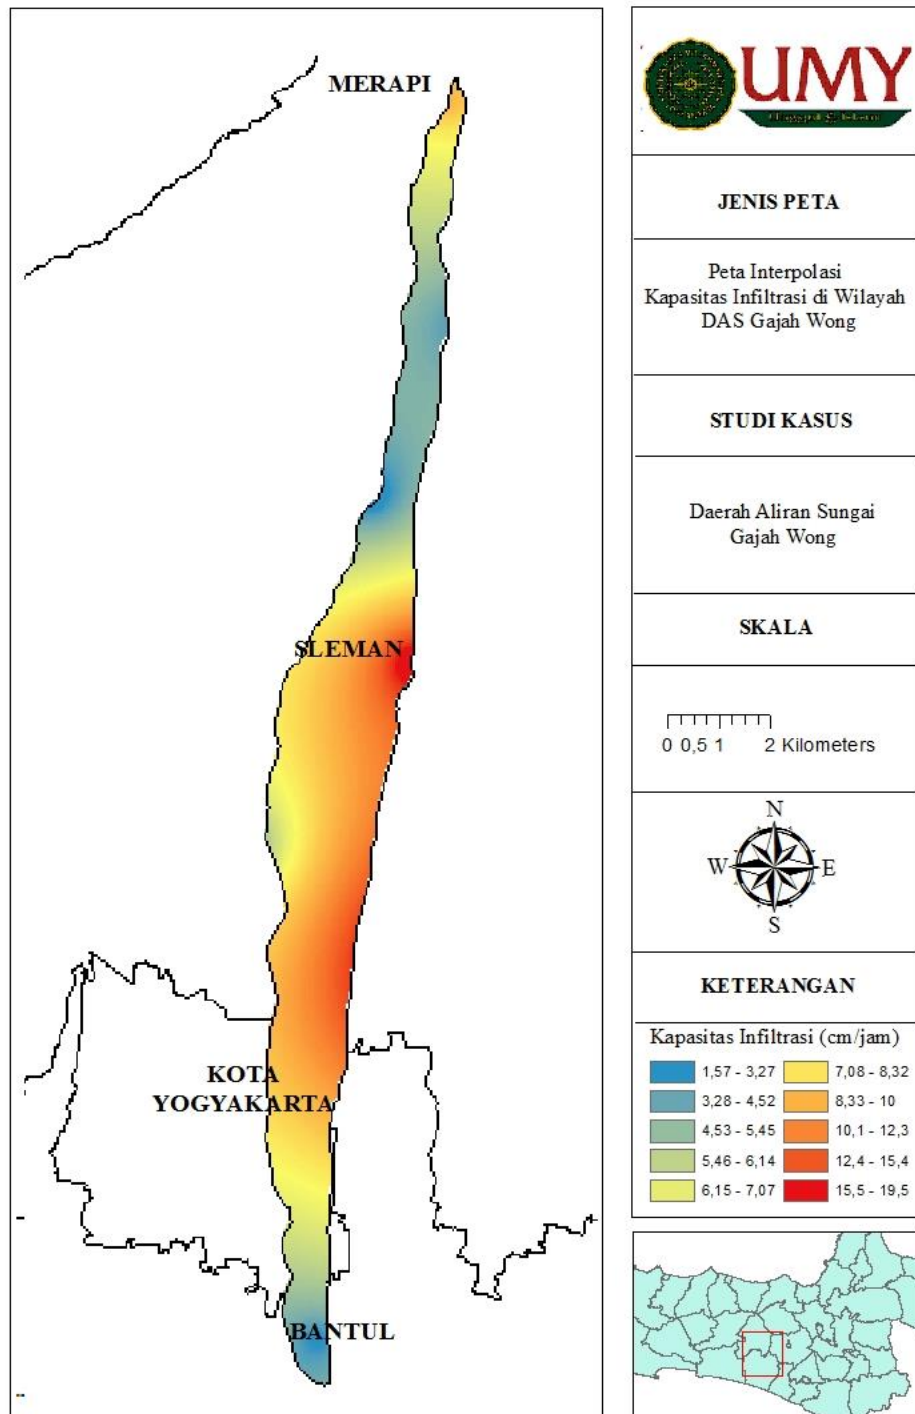 MERAPI
SLEMAN
KOTA
YOGYAKARTA
BANTUL
UMY
JENIS PETA
Peta Interpolasi
Kapasitas Infiltrasi di Wilayah
DAS Gajah Wong
STUDI KASUS
Daerah Aliran Sungai
Gajah Wong
SKALA
0 0,5 1 2 Kilometers
N
W E
S
KETERANGAN
Kapasitas Infiltrasi (cm/jam)
1,57 - 3,27 7,08 - 8,32
3,28 - 4,52 8,33 - 10
4,53 - 5,45 10,1 - 12,3
5,46 - 6,14 12,4 - 15,4
6,15 - 7,07 15,5 - 19,5